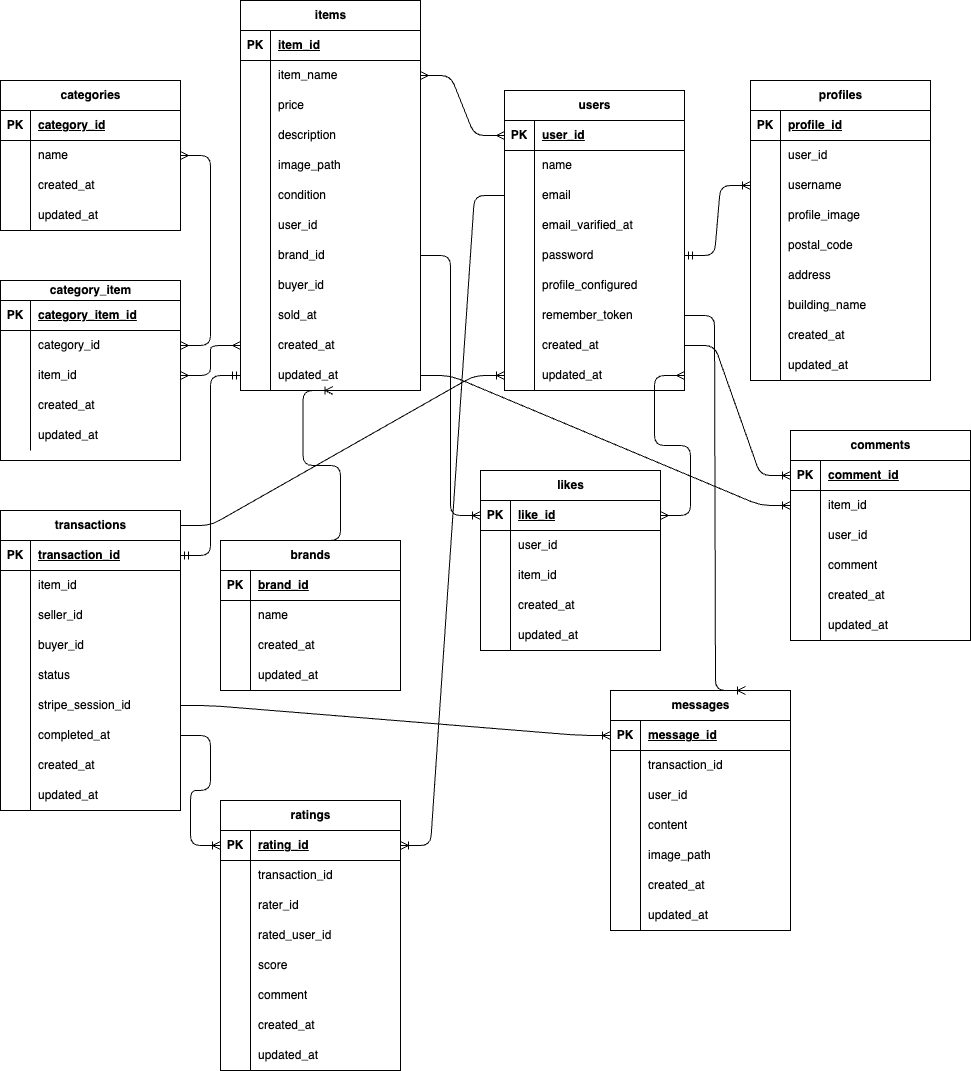 items
PK item_id
item_name
price
description
image_path
condition
user_id
brand_id
buyer_id
sold_at
created_at
updated_at
categories
PK category_id
name
created_at
updated_at
users
PK user_id
name
email
email_varified_at
password
profile_configured
remember_token
created_at
updated_at
profiles
PK profile_id
user_id
username
profile_image
postal_code
address
building_name
created_at
updated_at
category_item
PK category_item_id
category_id
item_id
created_at
updated_at
comments
PK comment_id
item_id
user_id
comment
created_at
updated_at
likes
PK like_id
user_id
item_id
created_at
updated_at
transactions
PK transaction_id
item_id
seller_id
buyer_id
status
stripe_session_id
completed_at
created_at
updated_at
brands
PK brand_id
name
created_at
updated_at
messages
PK message_id
transaction_id
user_id
content
image_path
created_at
updated_at
ratings
PK rating_id
transaction_id
rater_id
rated_user_id
score
comment
created_at
updated_at